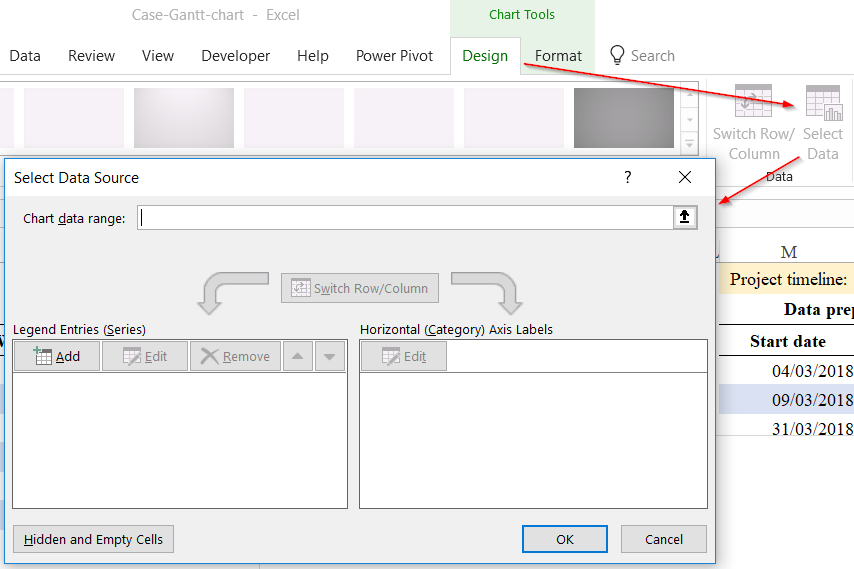 Case-Gantt-chart - Excel
Chart Tools
Data Review View Developer Help Power Pivot Design Format Search
Switch Row/
Column
Select
Data
Data
Select Data Source
?
Chart data range:
M
Switch Row/Column
Project timeline:
Legend Entries (Series)
Horizontal (Category) Axis Labels
Add Edit Remove
Edit
Start date
04/03/2018
09/03/2018
31/03/2018
Hidden and Empty Cells
OK
Cancel